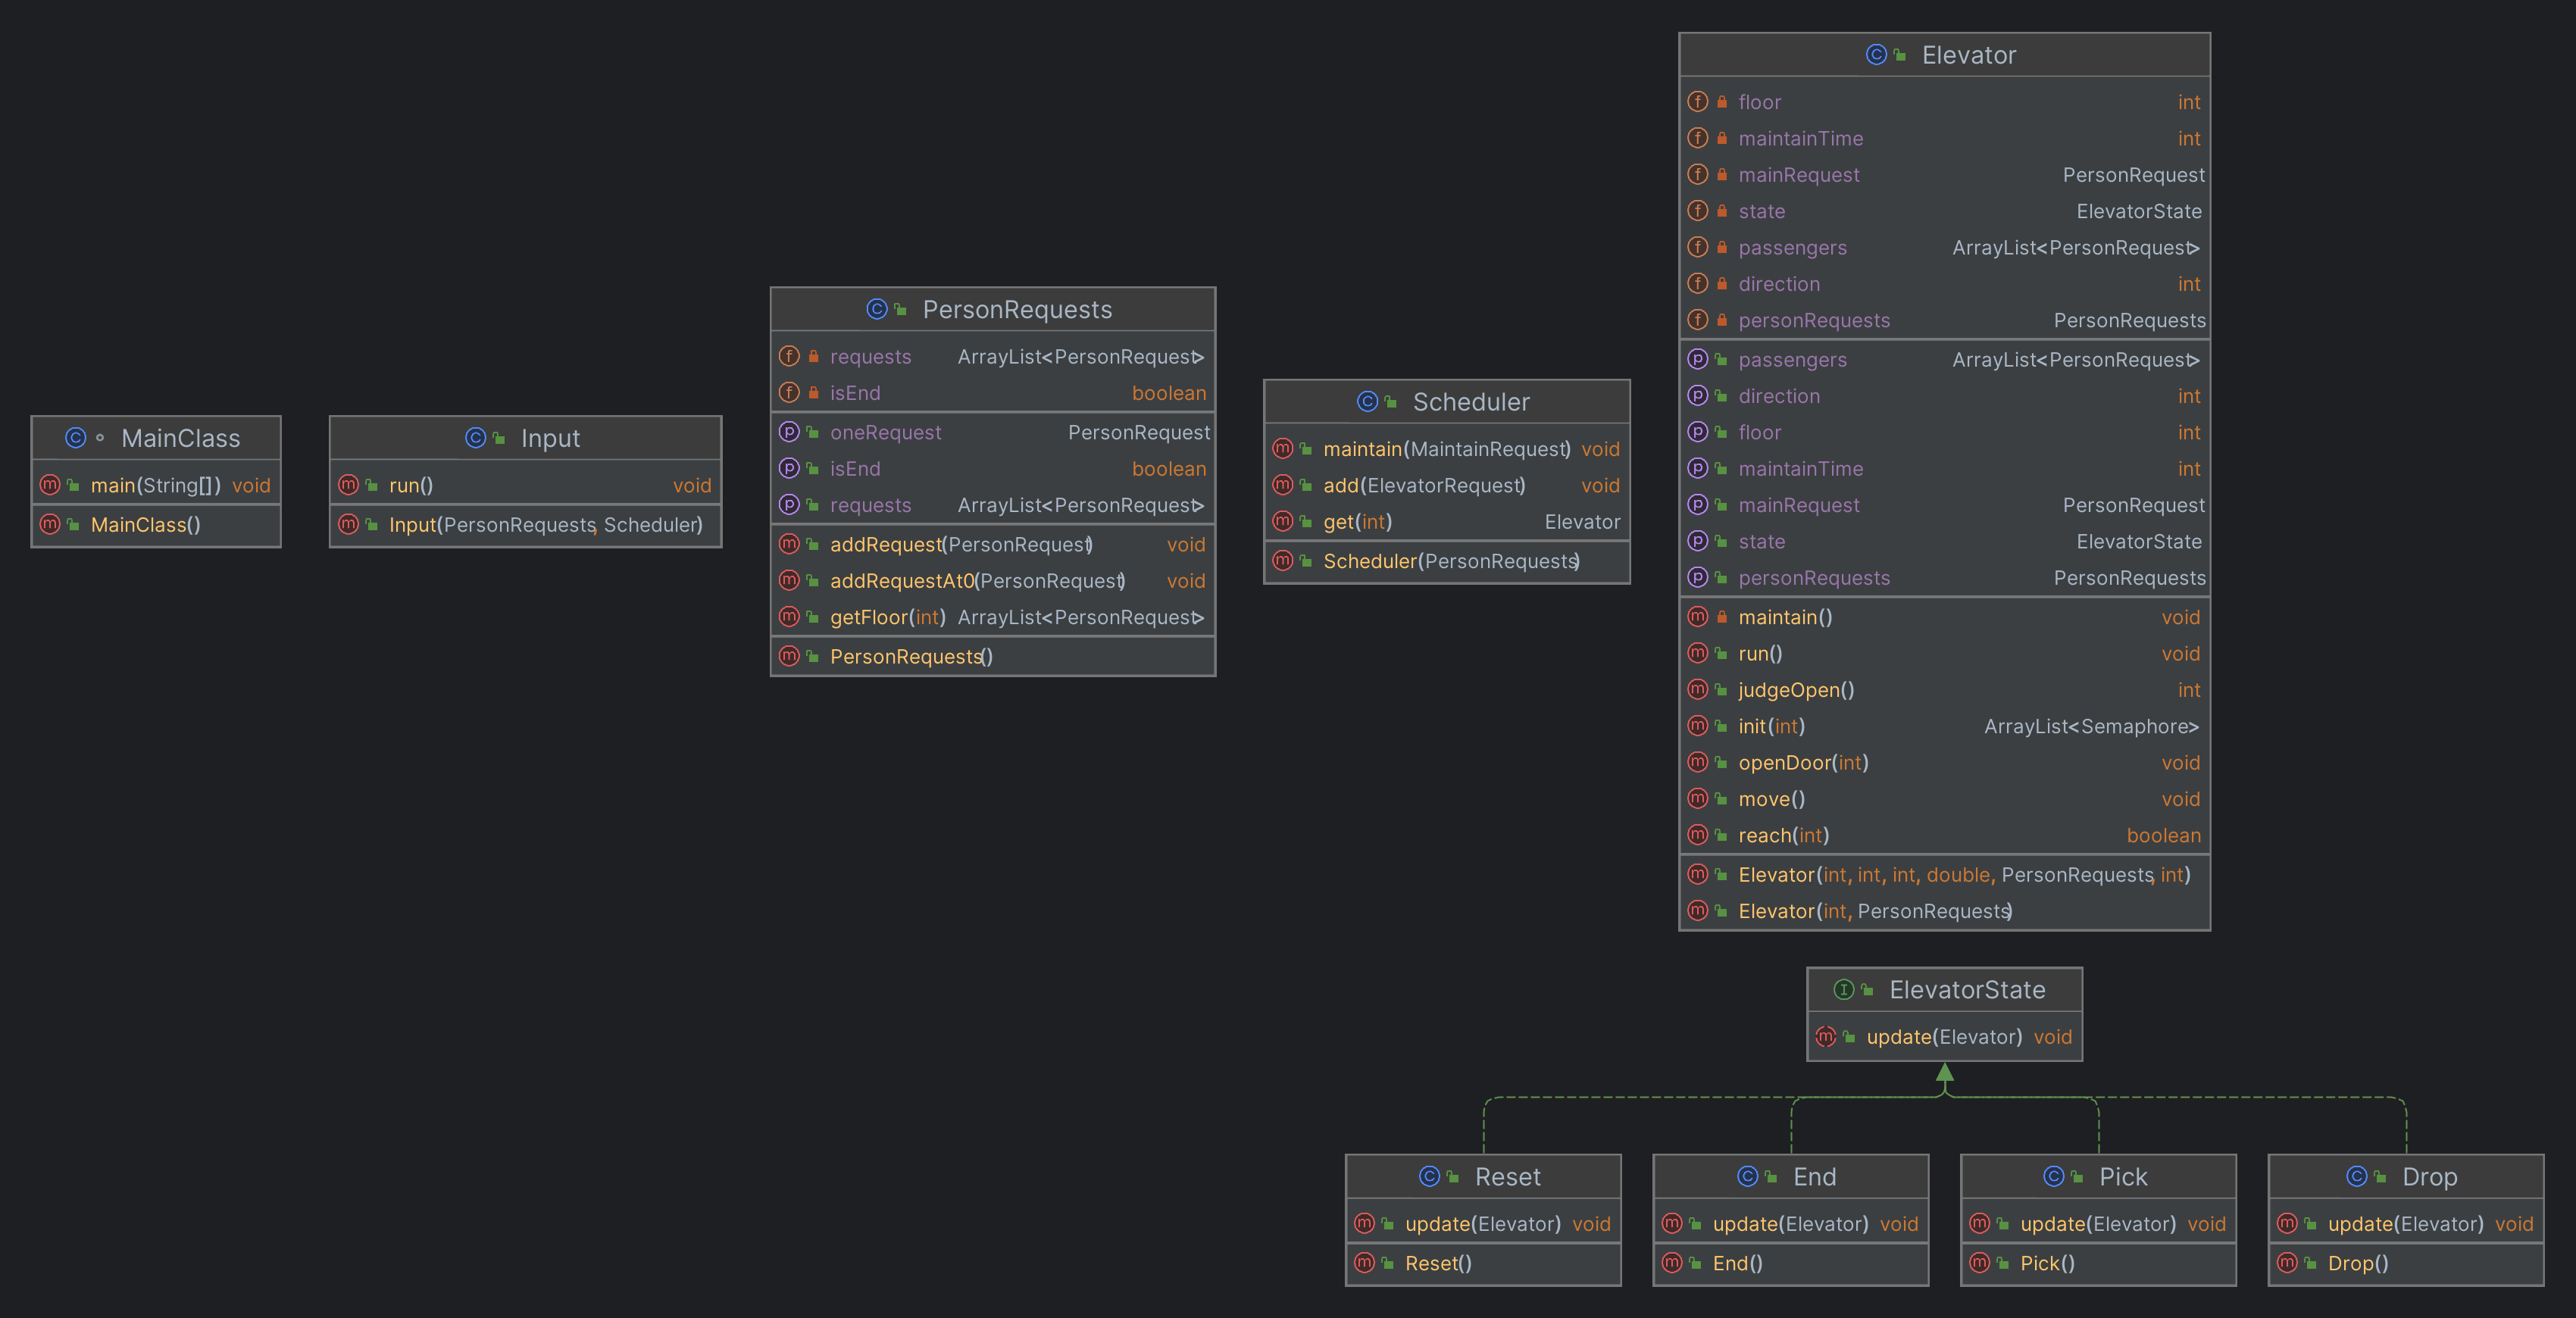 MainClass
main(String[]) void
MainClass()
Input
run() void
Input(PersonRequests, Scheduler)
PersonRequests
requests ArrayList<PersonRequest>
isEnd boolean
oneRequest PersonRequest
isEnd boolean
requests ArrayList<PersonRequest>
addRequest(PersonRequest) void
addRequestAt0(PersonRequest) void
getFloor(int) ArrayList<PersonRequest>
PersonRequests()
Scheduler
maintain(MaintainRequest) void
add(ElevatorRequest) void
get(int) Elevator
Scheduler(PersonRequests)
Elevator
floor int
maintainTime int
mainRequest PersonRequest
state ElevatorState
passengers ArrayList<PersonRequest>
direction int
personRequests PersonRequests
passengers ArrayList<PersonRequest>
direction int
floor int
maintainTime int
mainRequest PersonRequest
state ElevatorState
personRequests PersonRequests
maintain() void
run() void
judgeOpen() int
init(int) ArrayList<Semaphore>
openDoor(int) void
move() void
reach(int) boolean
Elevator(int, int, int, double, PersonRequests, int)
Elevator(int, PersonRequests)
ElevatorState
update(Elevator) void
Reset
update(Elevator) void
Reset()
End
update(Elevator) void
End()
Pick
update(Elevator) void
Pick()
Drop
update(Elevator) void
Drop()